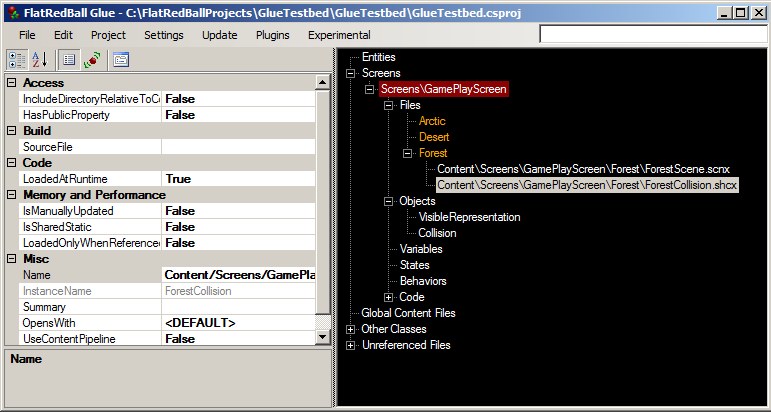 FlatRedBall Glue - C:\FlatRedBallProjects\GlueTestbed\GlueTestbed\GlueTestbed.csproj
File Edit Project Settings Update Plugins Experimental
Access
IncludeDirectoryRelativeToCo False
HasPublicProperty False
Build
SourceFile
Code
LoadedAtRuntime True
Memory and Performance
IsManuallyUpdated False
IsSharedStatic False
LoadedOnlyWhenReferenced False
Misc
Name Content/Screens/GamePla
InstanceName ForestCollision
Summary
OpensWith <DEFAULT>
UseContentPipeline False
Name
Entities
Screens
Screens\GamePlayScreen
Files
Arctic
Desert
Forest
Content\Screens\GamePlayScreen\Forest\ForestScene.scnx
Content\Screens\GamePlayScreen\Forest\ForestCollision.shcx
Objects
VisibleRepresentation
Collision
Variables
States
Behaviors
Code
Global Content Files
Other Classes
Unreferenced Files